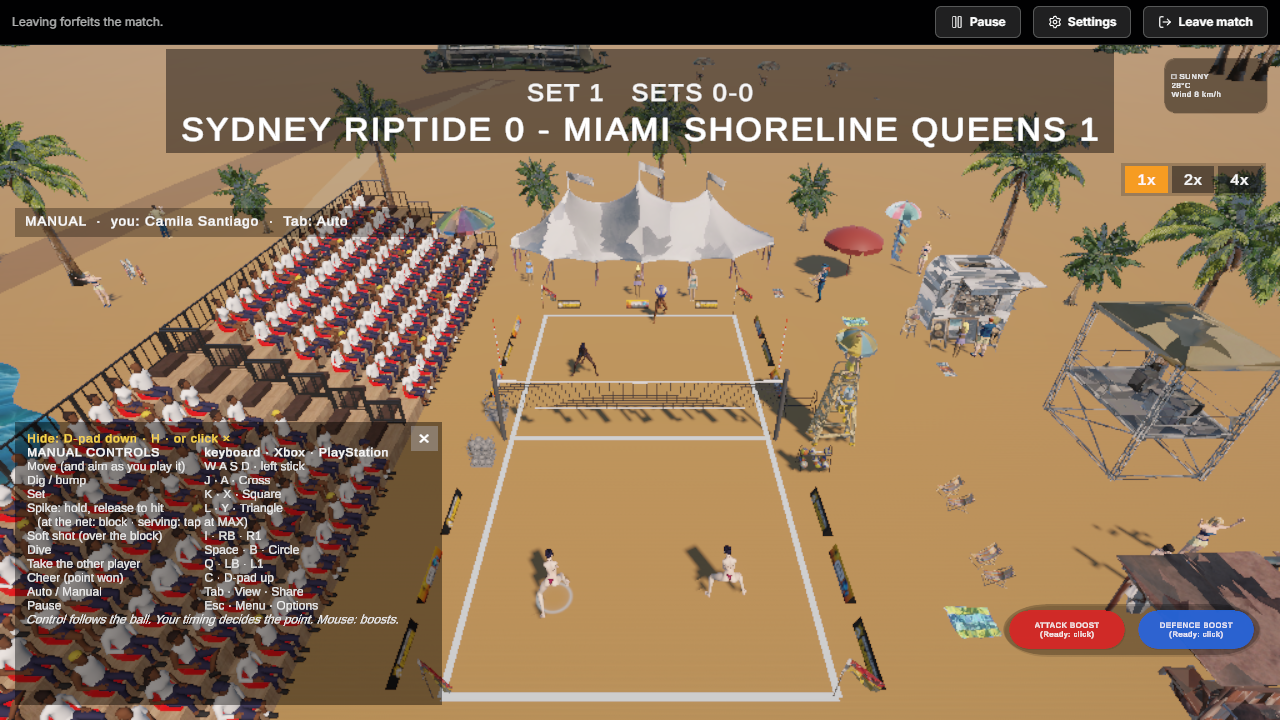 Leaving forfeits the match.
Pause
Settings
Leave match
SET 1 SETS 0-0
SYDNEY RIPTIDE 0 - MIAMI SHORELINE QUEENS 1
SUNNY
28°C
Wind 8 km/h
1x 2x 4x
MANUAL · you: Camila Santiago · Tab: Auto
Hide: D-pad down · H · or click ×
MANUAL CONTROLS keyboard · Xbox · PlayStation
Move (and aim as you play it) W A S D · left stick
Dig / bump J · A · Cross
Set K · X · Square
Spike: hold, release to hit L · Y · Triangle
(at the net: block · serving: tap at MAX)
Soft shot (over the block) I · RB · R1
Dive Space · B · Circle
Take the other player Q · LB · L1
Cheer (point won) C · D-pad up
Auto / Manual Tab · View · Share
Pause Esc · Menu · Options
Control follows the ball. Your timing decides the point. Mouse: boosts.
ATTACK BOOST
(Ready: click)
DEFENCE BOOST
(Ready: click)